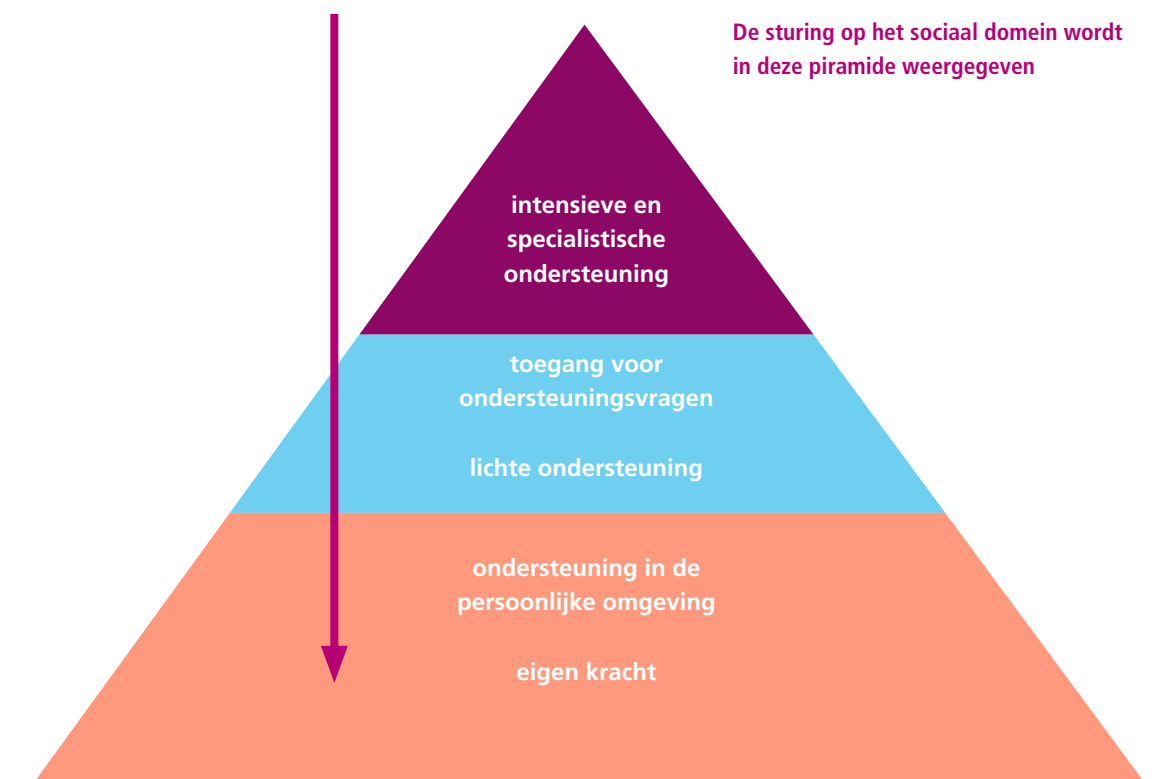 De sturing op het sociaal domein wordt
in deze piramide weergegeven
intensieve en
specialistische
ondersteuning
toegang voor
ondersteuningsvragen
lichte ondersteuning
ondersteuning in de
persoonlijke omgeving
eigen kracht